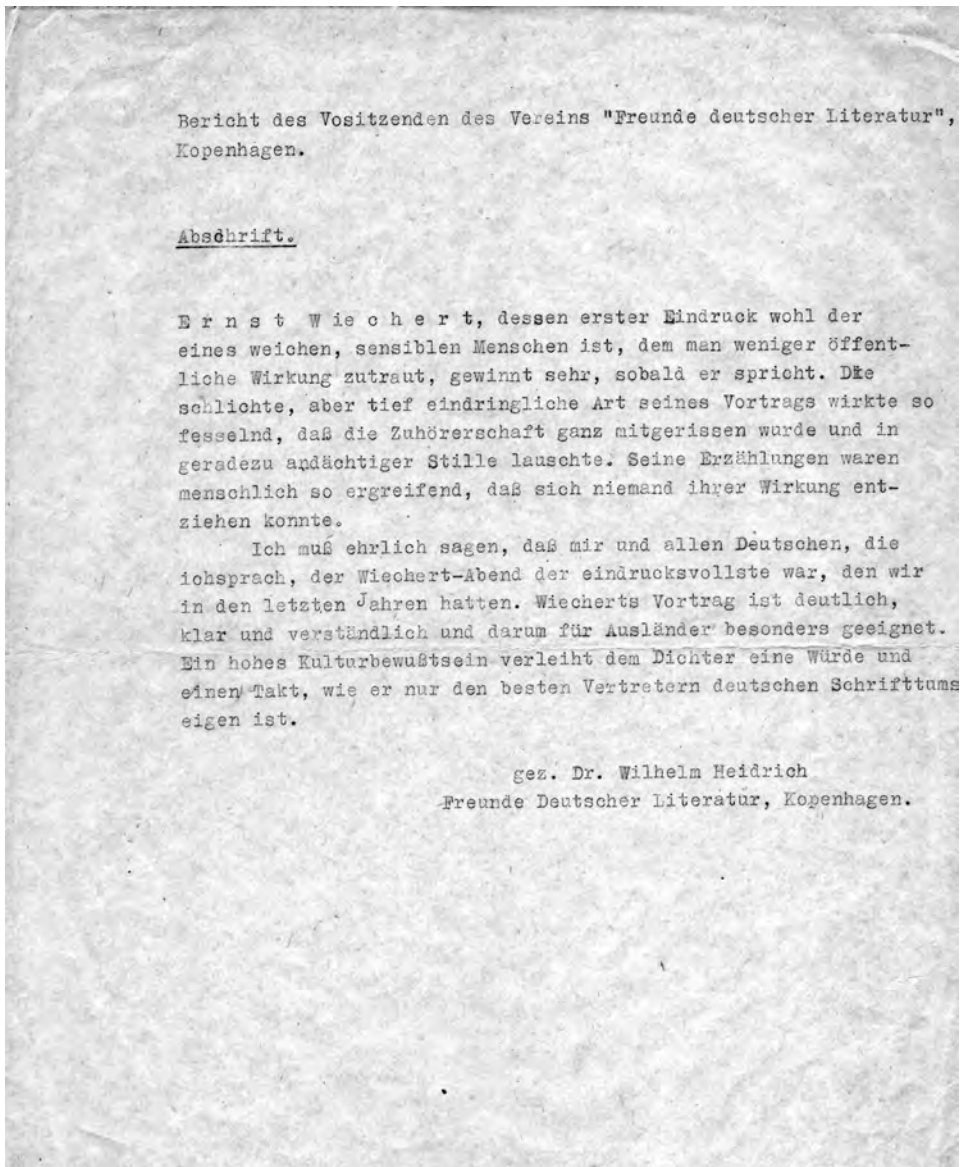 Bericht des Vositzenden des Vereins "Freunde deutscher Literatur",
Kopenhagen.
Abschrift.
E r n s t  W i e c h e r t, dessen erster Eindruck wohl der
eines weichen, sensiblen Menschen ist, dem man weniger öffent-
liche Wirkung zutraut, gewinnt sehr, sobald er spricht. Die
schlichte, aber tief eindringliche Art seines Vortrags wirkte so
fesselnd, daß die Zuhörerschaft ganz mitgerissen wurde und in
geradezu andächtiger Stille lauschte. Seine Erzählungen waren
menschlich so ergreifend, daß sich niemand ihrer Wirkung ent-
ziehen konnte.
Ich muß ehrlich sagen, daß mir und allen Deutschen, die
ichsprach, der Wiechert-Abend der eindrucksvollste war, den wir
in den letzten Jahren hatten. Wiecherts Vortrag ist deutlich,
klar und verständlich und darum für Ausländer besonders geeignet.
Ein hohes Kulturbewußtsein verleiht dem Dichter eine Würde und
einen Takt, wie er nur den besten Vertretern deutschen Schrifttums
eigen ist.
gez. Dr. Wilhelm Heidrich
Freunde Deutscher Literatur, Kopenhagen.